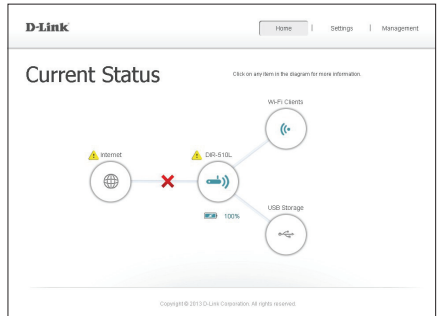 D-Link
Home | Settings | Management
Current Status
Click on any item in the diagram for more information.
Wi-Fi Clients
Internet
DIR-510L
100%
USB Storage
Copyright © 2013 D-Link Corporation. All rights reserved.